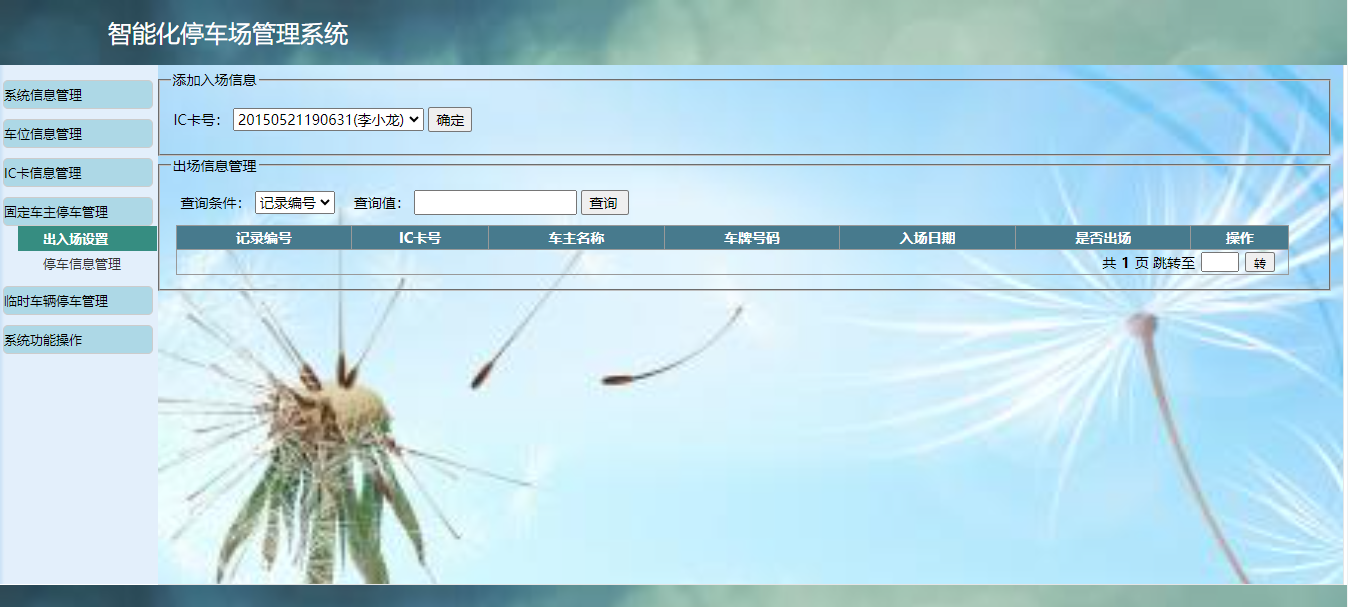 智能化停车场管理系统
系统信息管理
车位信息管理
IC卡信息管理
固定车主停车管理
出入场设置
停车信息管理
临时车辆停车管理
系统功能操作
添加入场信息
IC卡号： 20150521190631(李小龙) 确定
出场信息管理
查询条件： 记录编号 查询值： 查询
记录编号 IC卡号 车主名称 车牌号码 入场日期 是否出场 操作
共 1 页 跳转至 转